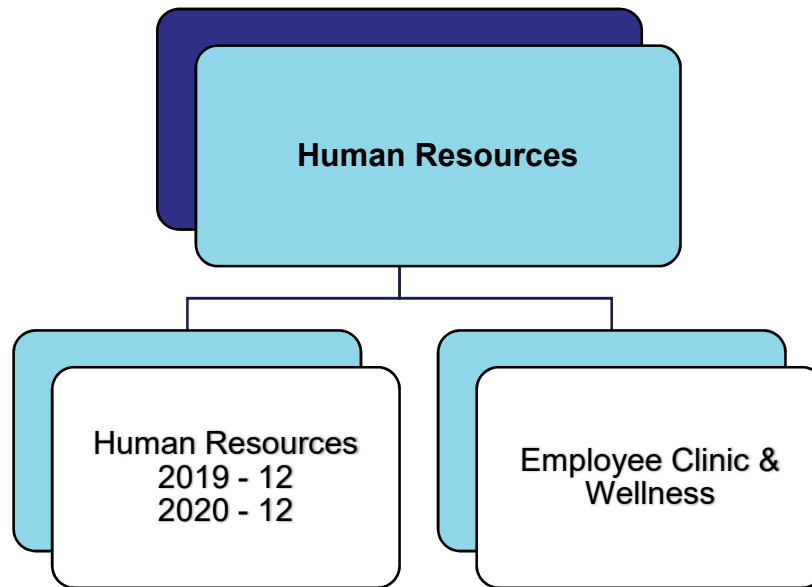 Human Resources
Human Resources
2019 - 12
2020 - 12
Employee Clinic &
Wellness